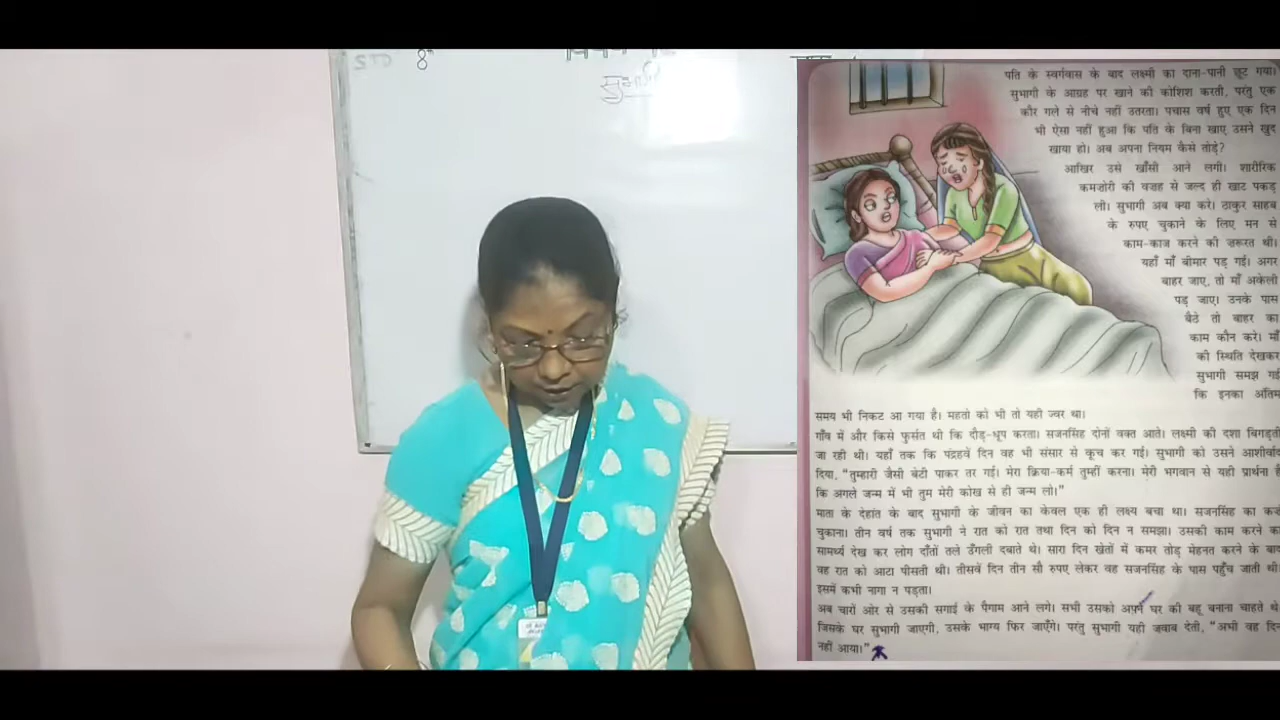 STD 8th
सुभागी
पति के स्वर्गवास के बाद लक्ष्मी का दाना-पानी छूट गया।
सुभागी के आग्रह पर खाने की कोशिश करती, परंतु एक
कौर गले से नीचे नहीं उतरता। पचास वर्ष हुए एक दिन
भी ऐसा नहीं हुआ कि पति के बिना खाए उसने खुद
खाया हो। अब अपना नियम कैसे तोड़े?
आखिर उसे खाँसी आने लगी। शारीरिक
कमज़ोरी की वजह से जल्द ही खाट पकड़
ली। सुभागी अब क्या करे। ठाकुर साहब
के रुपए चुकाने के लिए मन से
काम-काज करने की ज़रूरत थी।
यहाँ माँ बीमार पड़ गई। अगर
बाहर जाए, तो माँ अकेली
पड़ जाए। उनके पास
बैठे तो बाहर का
काम कौन करे। माँ
की स्थिति देखकर
सुभागी समझ गई
कि इनका अंतिम
समय भी निकट आ गया है। महतो को भी तो यही ज्वर था।
गाँव में और किसे फुर्सत थी कि दौड़-धूप करता। सजनसिंह दोनों वक्त आते। लक्ष्मी की दशा बिगड़ती
जा रही थी। यहाँ तक कि पंद्रहवें दिन वह भी संसार से कूच कर गई। सुभागी को उसने आशीर्वाद
दिया, “तुम्हारी जैसी बेटी पाकर तर गई। मेरा क्रिया-कर्म तुम्हीं करना। मेरी भगवान से यही प्रार्थना है
कि अगले जन्म में भी तुम मेरी कोख से ही जन्म लो।”
माता के देहांत के बाद सुभागी के जीवन का केवल एक ही लक्ष्य बचा था। सजनसिंह का कर्ज़
चुकाना। तीन वर्ष तक सुभागी ने रात को रात तथा दिन को दिन न समझा। उसकी काम करने का
सामर्थ्य देख कर लोग दाँतों तले उँगली दबाते थे। सारा दिन खेतों में कमर तोड़ मेहनत करने के बाद
वह रात को आटा पीसती थी। तीसवें दिन तीन सौ रुपए लेकर वह सजनसिंह के पास पहुँच जाती थी।
इसमें कभी नागा न पड़ता।
अब चारों ओर से उसकी सगाई के पैगाम आने लगे। सभी उसको अपने घर की बहू बनाना चाहते थे।
जिसके घर सुभागी जाएगी, उसके भाग्य फिर जाएँगे। परंतु सुभागी यही जवाब देती, “अभी वह दिन
नहीं आया।”